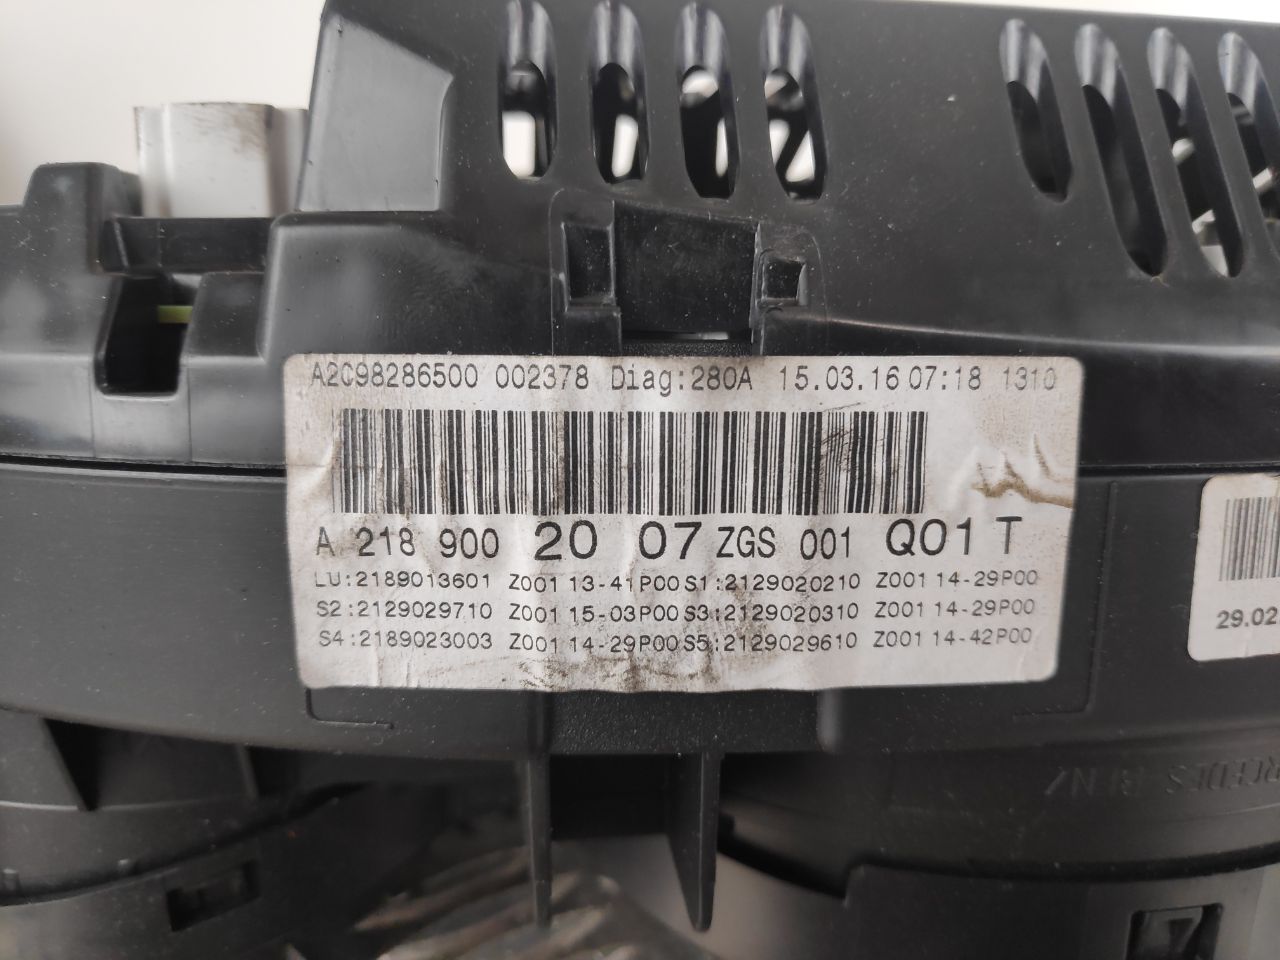 A2C98286500 002378 Diag:280A 15.03.16 07:18 1310
A 218 900 20 07 ZGS 001 Q01 T
LU:2189013601 Z001 13-41P00 S1:2129020210 Z001 14-29P00
S2:2129029710 Z001 15-03P00 S3:2129020310 Z001 14-29P00
S4:2189023003 Z001 14-29P00 S5:2129029610 Z001 14-42P00
29.02